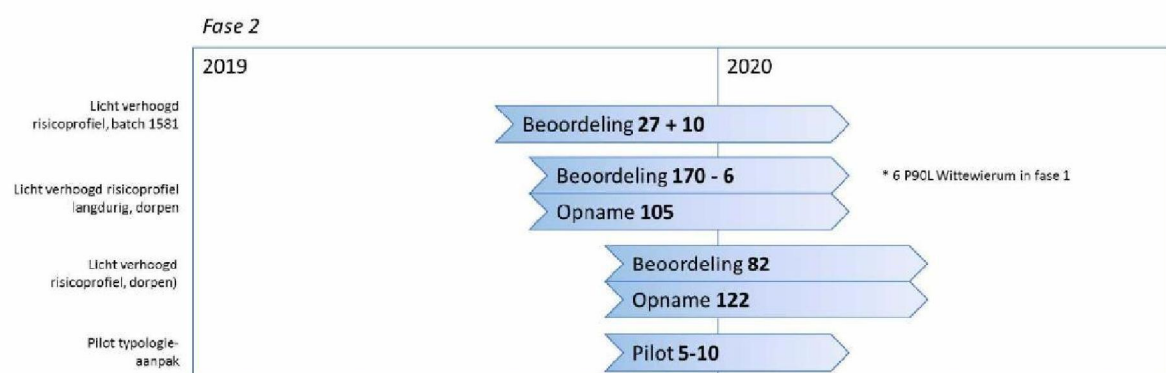 Fase 2
2019
2020
Licht verhoogd
risicoprofiel, batch 1581
Beoordeling 27 + 10
Licht verhoogd risicoprofiel
langdurig, dorpen
Beoordeling 170 - 6
* 6 P90L Wittewierum in fase 1
Opname 105
Licht verhoogd
risicoprofiel, dorpen)
Beoordeling 82
Opname 122
Pilot typologie-
aanpak
Pilot 5-10